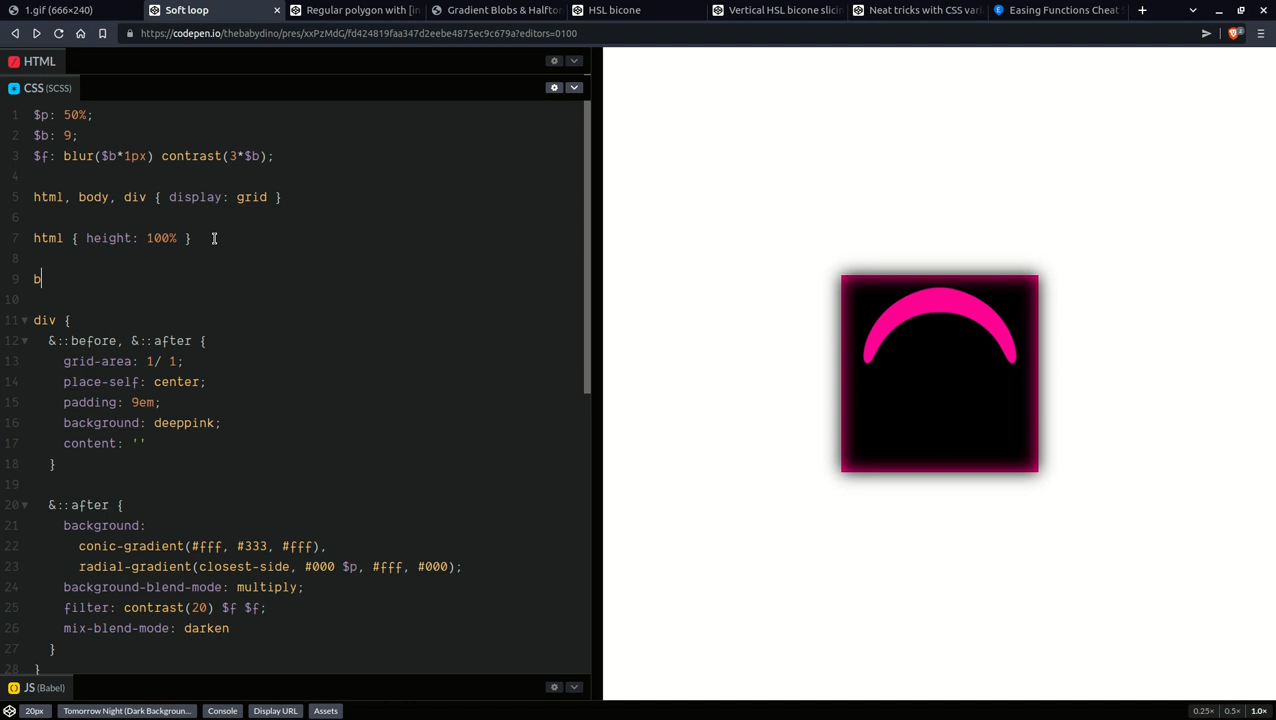 1.gif (666×240)
Soft loop
Regular polygon with [in
Gradient Blobs & Halfton
HSL bicone
Vertical HSL bicone slicin
Neat tricks with CSS vari
Easing Functions Cheat S
https://codepen.io/thebabydino/pres/xxPzMdG/fd424819faa347d2eebe4875ec9c679a?editors=0100
2
HTML
CSS (SCSS)
1 $p: 50%;
2 $b: 9;
3 $f: blur($b*1px) contrast(3*$b);
4
5 html, body, div { display: grid }
6
7 html { height: 100% }
8
9 b
10
11 div {
12 &::before, &::after {
13 grid-area: 1/ 1;
14 place-self: center;
15 padding: 9em;
16 background: deeppink;
17 content: ''
18 }
19
20 &::after {
21 background:
22 conic-gradient(#fff, #333, #fff),
23 radial-gradient(closest-side, #000 $p, #fff, #000);
24 background-blend-mode: multiply;
25 filter: contrast(20) $f $f;
26 mix-blend-mode: darken
27 }
28 }
JS (Babel)
20px Tomorrow Night (Dark Backgroun... Console Display URL Assets 0.25× 0.5× 1.0×